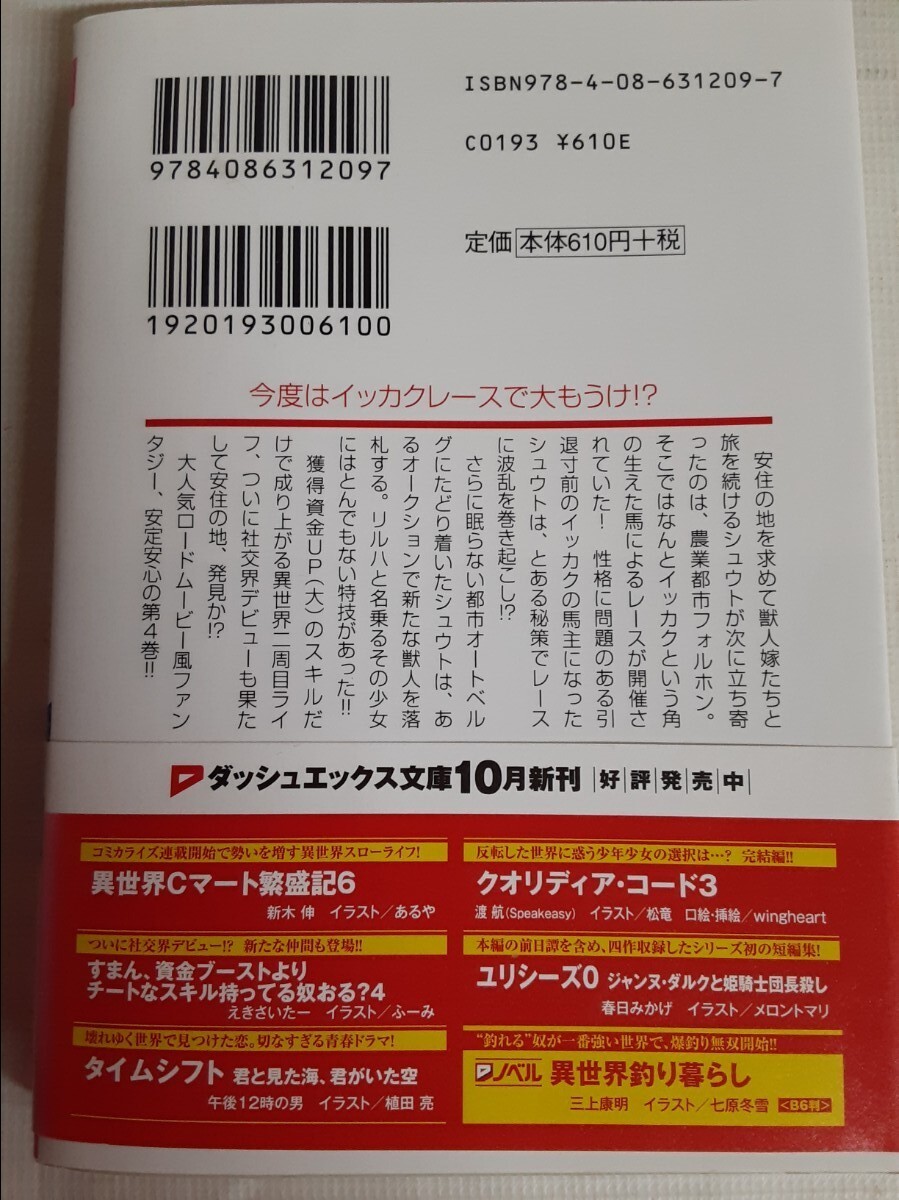 ISBN978-4-08-631209-7
9784086312097
C0193 ¥610E
定価 本体610円+税
1920193006100
今度はイッカクレースで大もうけ!?
安住の地を求めて獣人嫁たちと
旅を続けるシュウトが次に立ち寄
ったのは、農業都市フォルホン。
そこではなんとイッカクという角
の生えた馬によるレースが開催さ
れていた! 性格に問題のある引
退寸前のイッカクの馬主になった
シュウトは、とある秘策でレース
に波乱を巻き起こし!?
さらに眠らない都市オートベル
グにたどり着いたシュウトは、あ
るオークションで新たな獣人を落
札する。リルハと名乗るその少女
にはとんでもない特技があった!!
獲得資金UP(大)のスキルだ
けで成り上がる異世界二周目ライ
フ、ついに社交界デビューも果た
して安住の地、発見か!?
大人気ロードムービー風ファン
タジー、安定安心の第4巻!!
ダッシュエックス文庫10月新刊 好評発売中
コミカライズ連載開始で勢いを増す異世界スローライフ!
異世界Cマート繁盛記6
新木 伸 イラスト/あるや
ついに社交界デビュー!? 新たな仲間も登場!!
すまん、資金ブーストより
チートなスキル持ってる奴おる?4
えきさいたー イラスト/ふーみ
壊れゆく世界で見つけた恋。切なすぎる青春ドラマ!
タイムシフト 君と見た海、君がいた空
午後12時の男 イラスト/植田 亮
反転した世界に惑う少年少女の選択は…? 完結編!!
クオリディア・コード3
渡 航(Speakeasy) イラスト/松竜 口絵・挿絵/wingheart
本編の前日譚を含め、四作収録したシリーズ初の短編集!
ユリシーズ0 ジャンヌ・ダルクと姫騎士団長殺し
春日みかげ イラスト/メロントマリ
“釣れる”奴が一番強い世界で、爆釣り無双開始!!
Dノベル 異世界釣り暮らし
三上康明 イラスト/七原冬雪 <B6判>